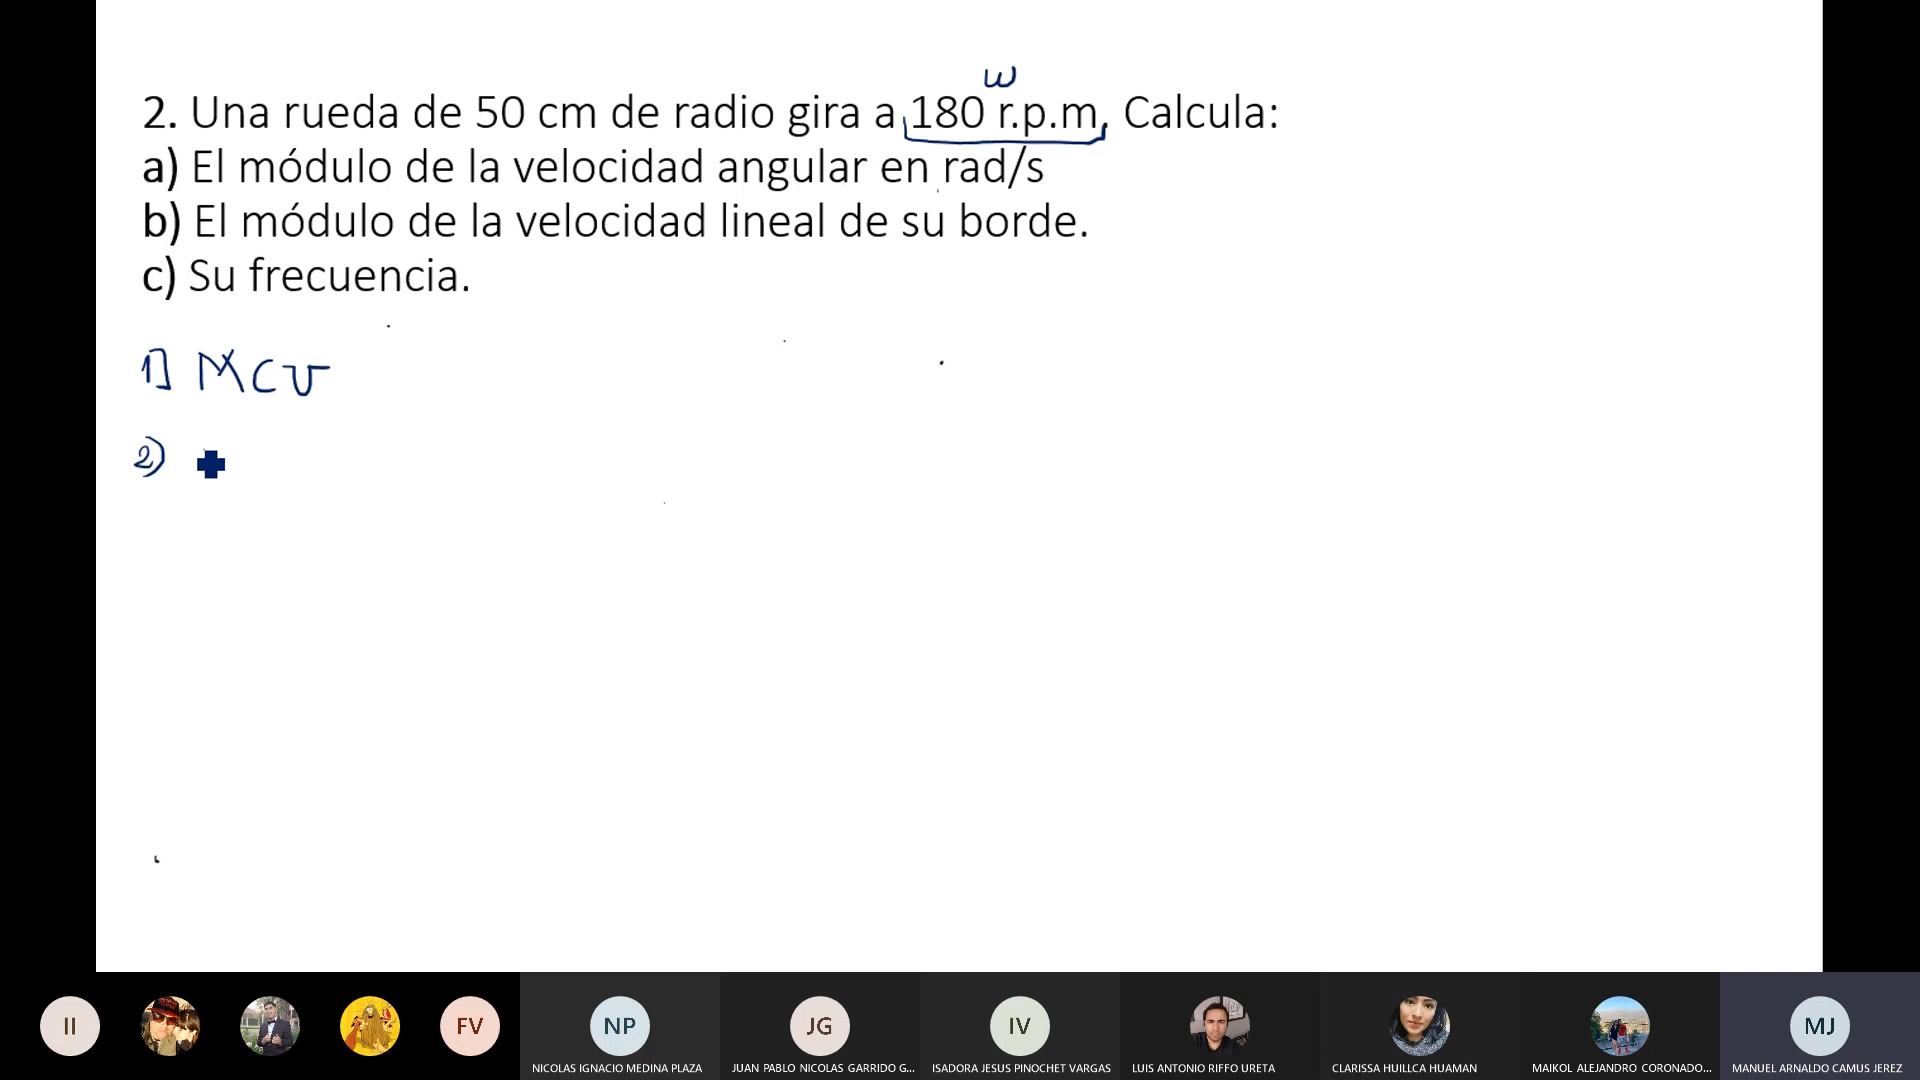 ω
2. Una rueda de 50 cm de radio gira a 180 r.p.m. Calcula:
a) El módulo de la velocidad angular en rad/s
b) El módulo de la velocidad lineal de su borde.
c) Su frecuencia.
1] MCU
2)
II
FV
NP
JG
IV
MJ
NICOLAS IGNACIO MEDINA PLAZA
JUAN PABLO NICOLAS GARRIDO G...
ISADORA JESUS PINOCHET VARGAS
LUIS ANTONIO RIFFO URETA
CLARISSA HUILLCA HUAMAN
MAIKOL ALEJANDRO CORONADO...
MANUEL ARNALDO CAMUS JEREZ